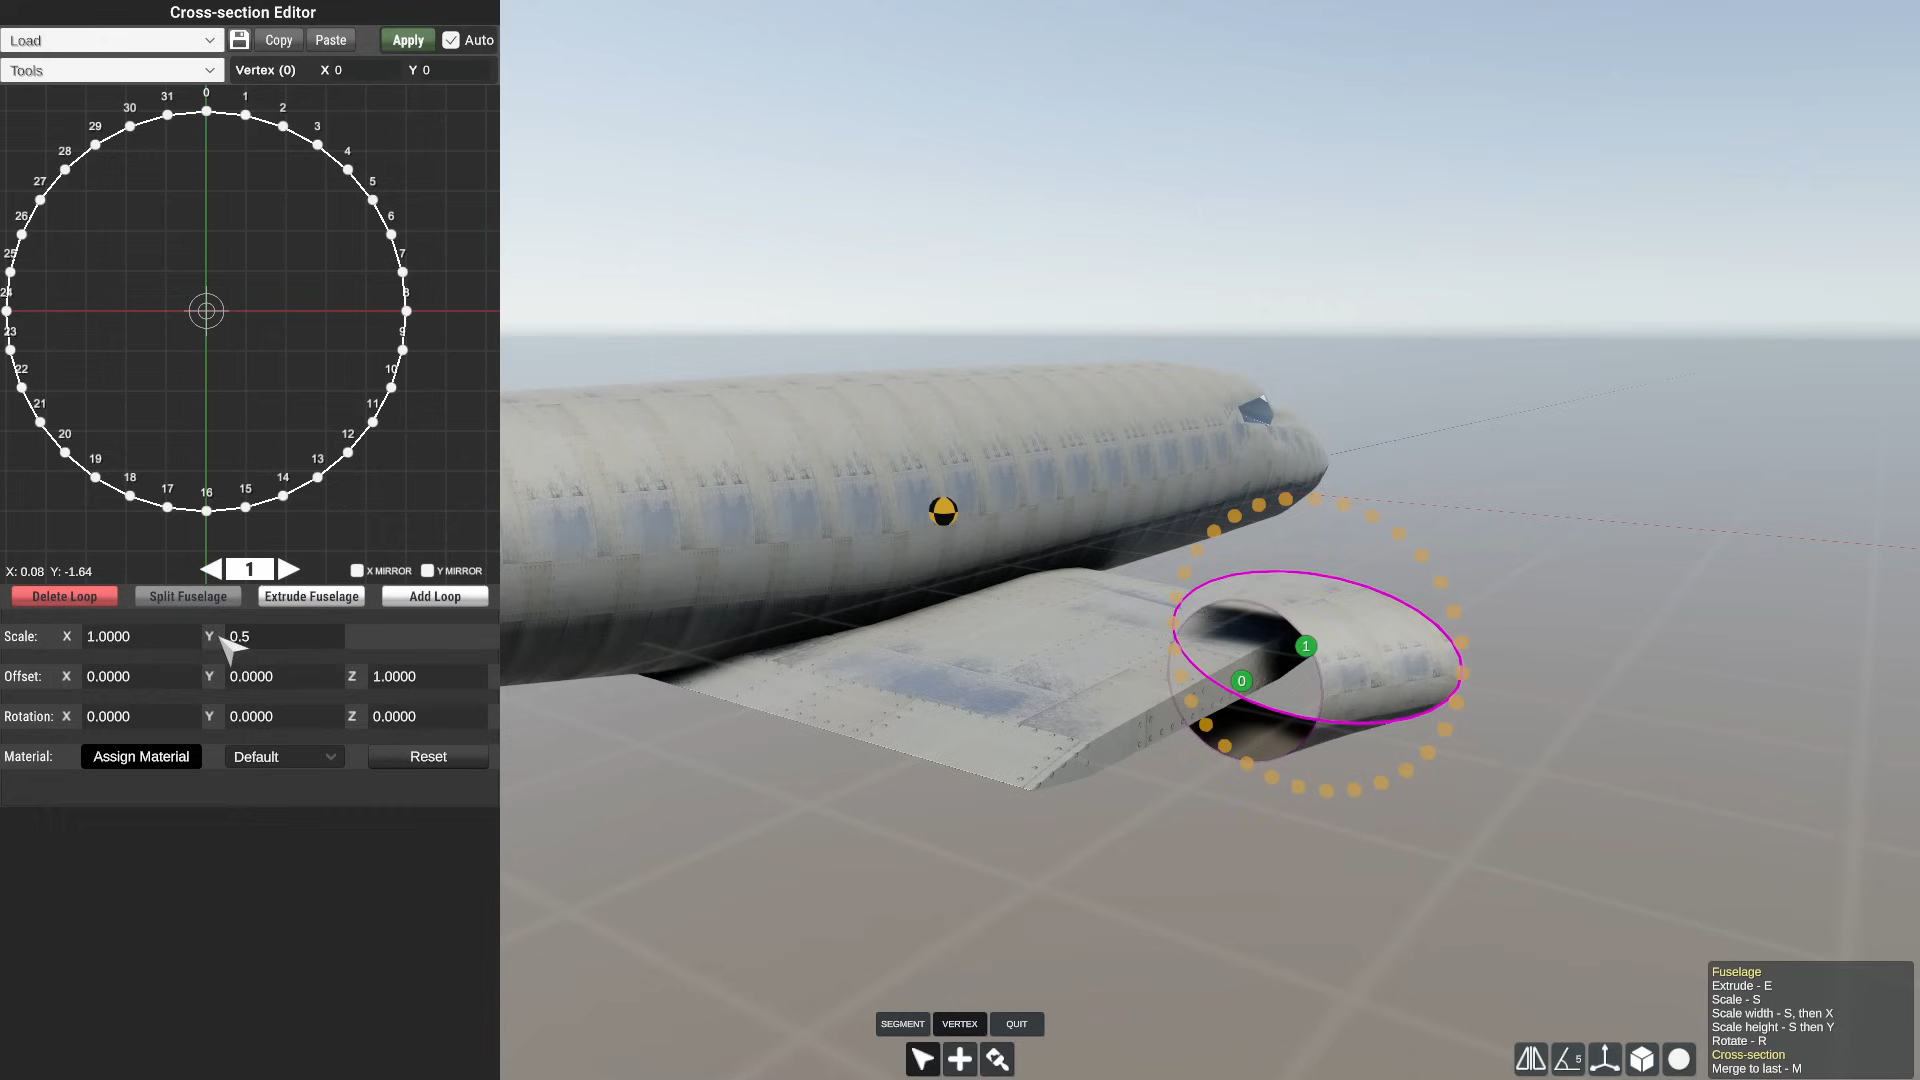 Cross-section Editor
Load
Copy
Paste
Apply
Auto
Tools
Vertex (0)
X 0
Y 0
0
1
2
3
4
5
6
7
8
9
10
11
12
13
14
15
16
17
18
19
20
21
22
23
24
25
26
27
28
29
30
31
X: 0.08 Y: -1.64
1
X MIRROR
Y MIRROR
Delete Loop
Split Fuselage
Extrude Fuselage
Add Loop
Scale: X 1.0000 Y 0.5
Offset: X 0.0000 Y 0.0000 Z 1.0000
Rotation: X 0.0000 Y 0.0000 Z 0.0000
Material: Assign Material Default Reset
1
0
SEGMENT
VERTEX
QUIT
5
Fuselage
Extrude - E
Scale - S
Scale width - S, then X
Scale height - S then Y
Rotate - R
Cross-section
Merge to last - M